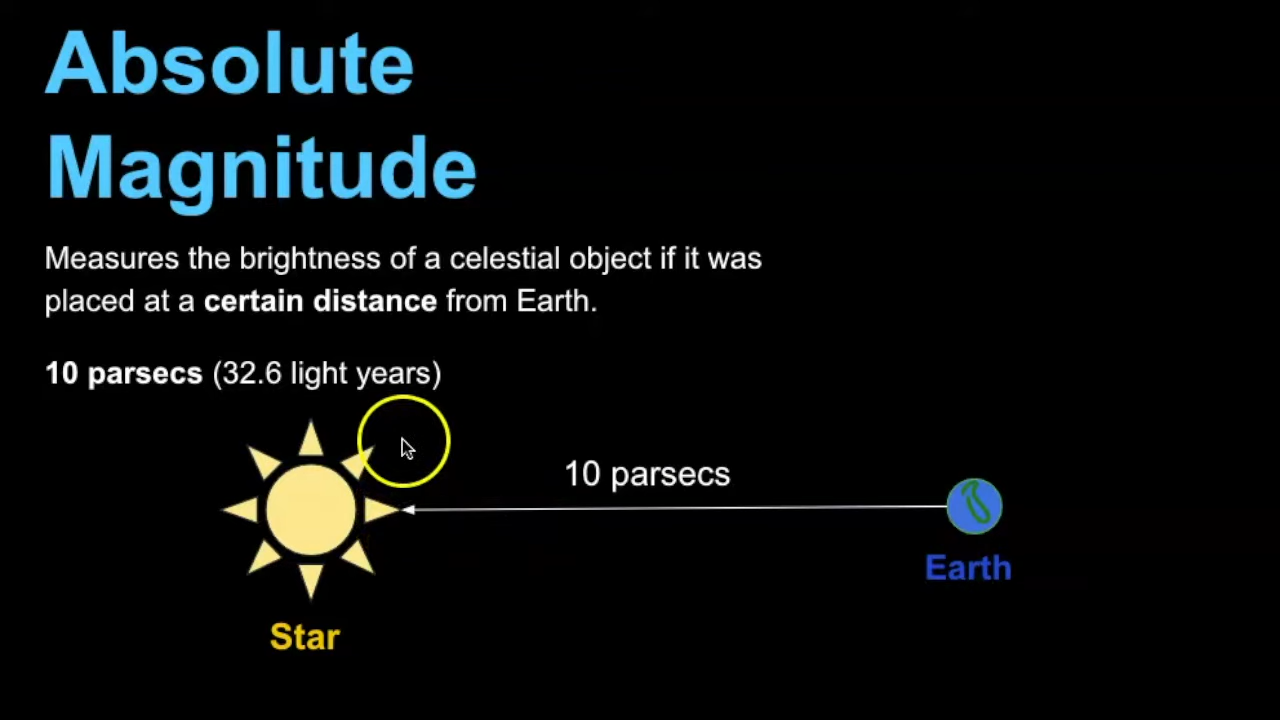 Absolute
Magnitude
Measures the brightness of a celestial object if it was
placed at a certain distance from Earth.
10 parsecs (32.6 light years)
10 parsecs
Earth
Star